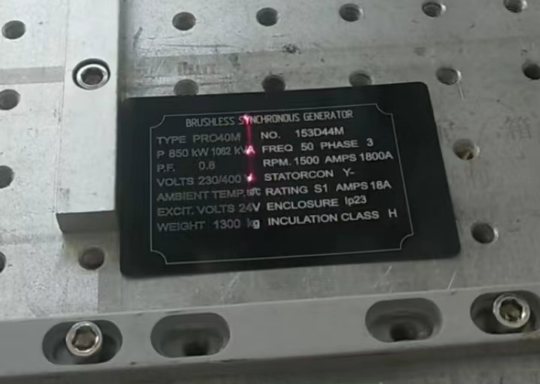 BRUSHLESS SYNCHRONOUS GENERATOR
TYPE PRO40M NO. 153D44M
P 850 kW 1062 kVA FREQ 50 PHASE 3
P.F. 0.8 RPM. 1500 AMPS 1800A
VOLTS 230/400 V STATORCON Y-
AMBIENT TEMP. RATING S1 AMPS 18A
EXCIT. VOLTS 24V ENCLOSURE Ip23
WEIGHT 1300 kg INCULATION CLASS H